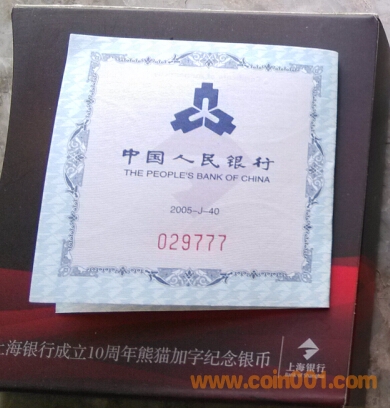 中国人民银行
THE PEOPLE'S BANK OF CHINA
2005-J-40
029777
上海银行成立10周年熊猫加字纪念银币
上海银行
www.coin001.com